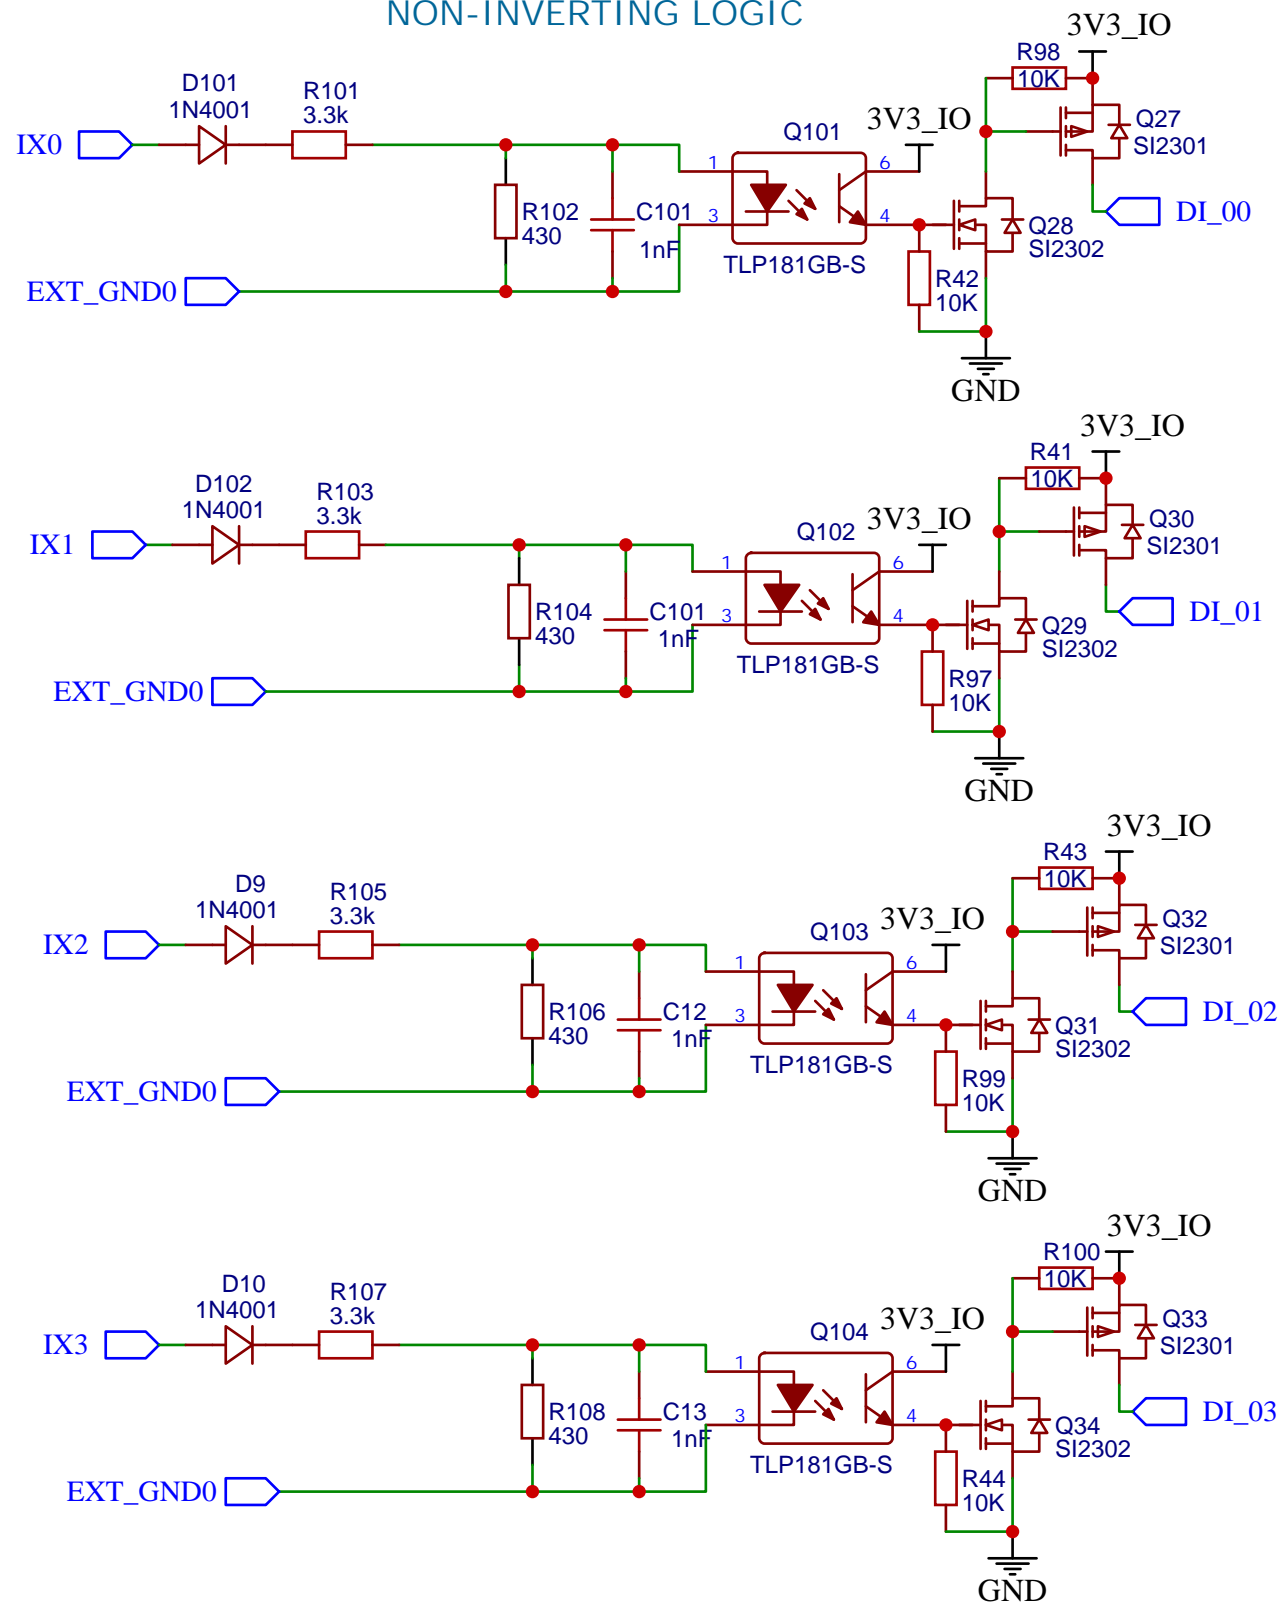 NON-INVERTING LOGIC
3V3_IO
R98
10K
D101
1N4001
R101
3.3k
IX0
Q101
3V3_IO
Q27
SI2301
1
6
R102
430
C101
1nF
3
4
Q28
SI2302
DI_00
TLP181GB-S
EXT_GND0
R42
10K
GND
3V3_IO
R41
10K
D102
1N4001
R103
3.3k
IX1
Q102
3V3_IO
Q30
SI2301
1
6
R104
430
C101
1nF
3
4
Q29
SI2302
DI_01
TLP181GB-S
EXT_GND0
R97
10K
GND
3V3_IO
R43
10K
D9
1N4001
R105
3.3k
IX2
Q103
3V3_IO
Q32
SI2301
1
6
R106
430
C12
1nF
3
4
Q31
SI2302
DI_02
TLP181GB-S
EXT_GND0
R99
10K
GND
3V3_IO
R100
10K
D10
1N4001
R107
3.3k
IX3
Q104
3V3_IO
Q33
SI2301
1
6
R108
430
C13
1nF
3
4
Q34
SI2302
DI_03
TLP181GB-S
EXT_GND0
R44
10K
GND